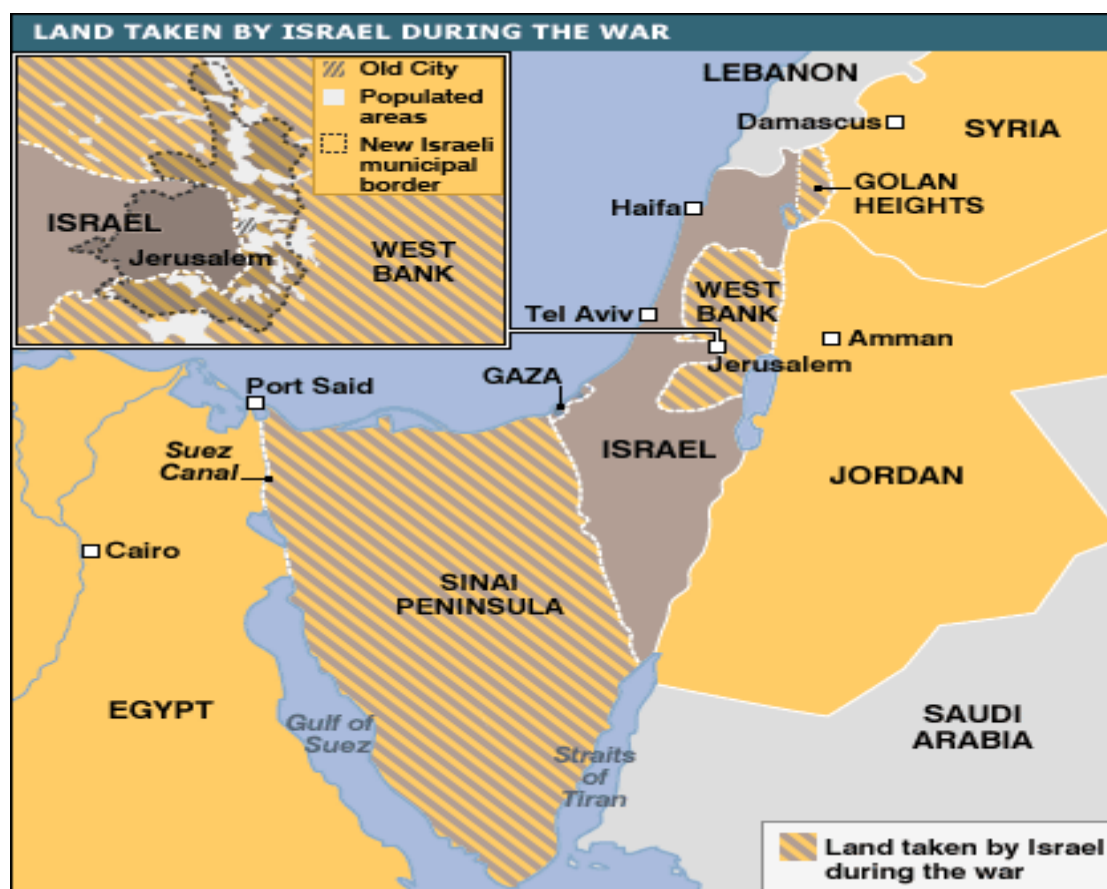 LAND TAKEN BY ISRAEL DURING THE WAR
Old City
Populated
areas
New Israeli
municipal
border
ISRAEL
Jerusalem
WEST
BANK
LEBANON
Damascus
SYRIA
GOLAN
HEIGHTS
Haifa
WEST
BANK
Tel Aviv
Amman
Jerusalem
GAZA
Port Said
Suez
Canal
ISRAEL
JORDAN
Cairo
SINAI
PENINSULA
EGYPT
Gulf of
Suez
Straits
of
Tiran
SAUDI
ARABIA
Land taken by Israel
during the war